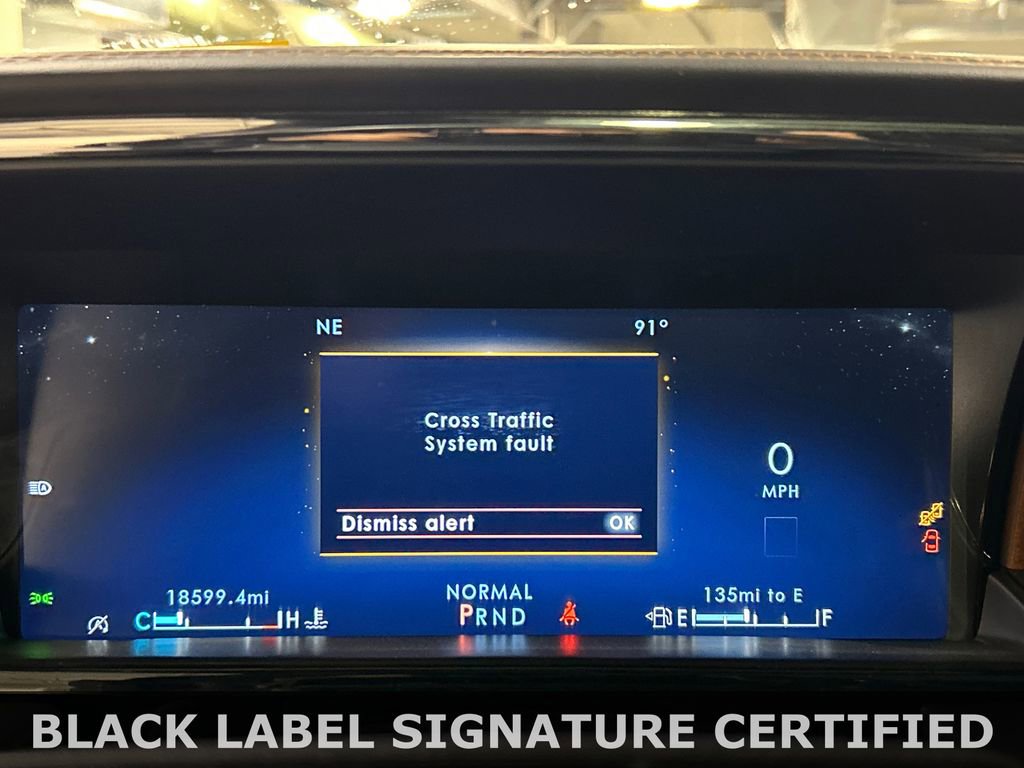 NE 91°
Cross Traffic
System fault
0
MPH
Dismiss alert OK
18599.4mi NORMAL 135mi to E
C H PRND E F
BLACK LABEL SIGNATURE CERTIFIED